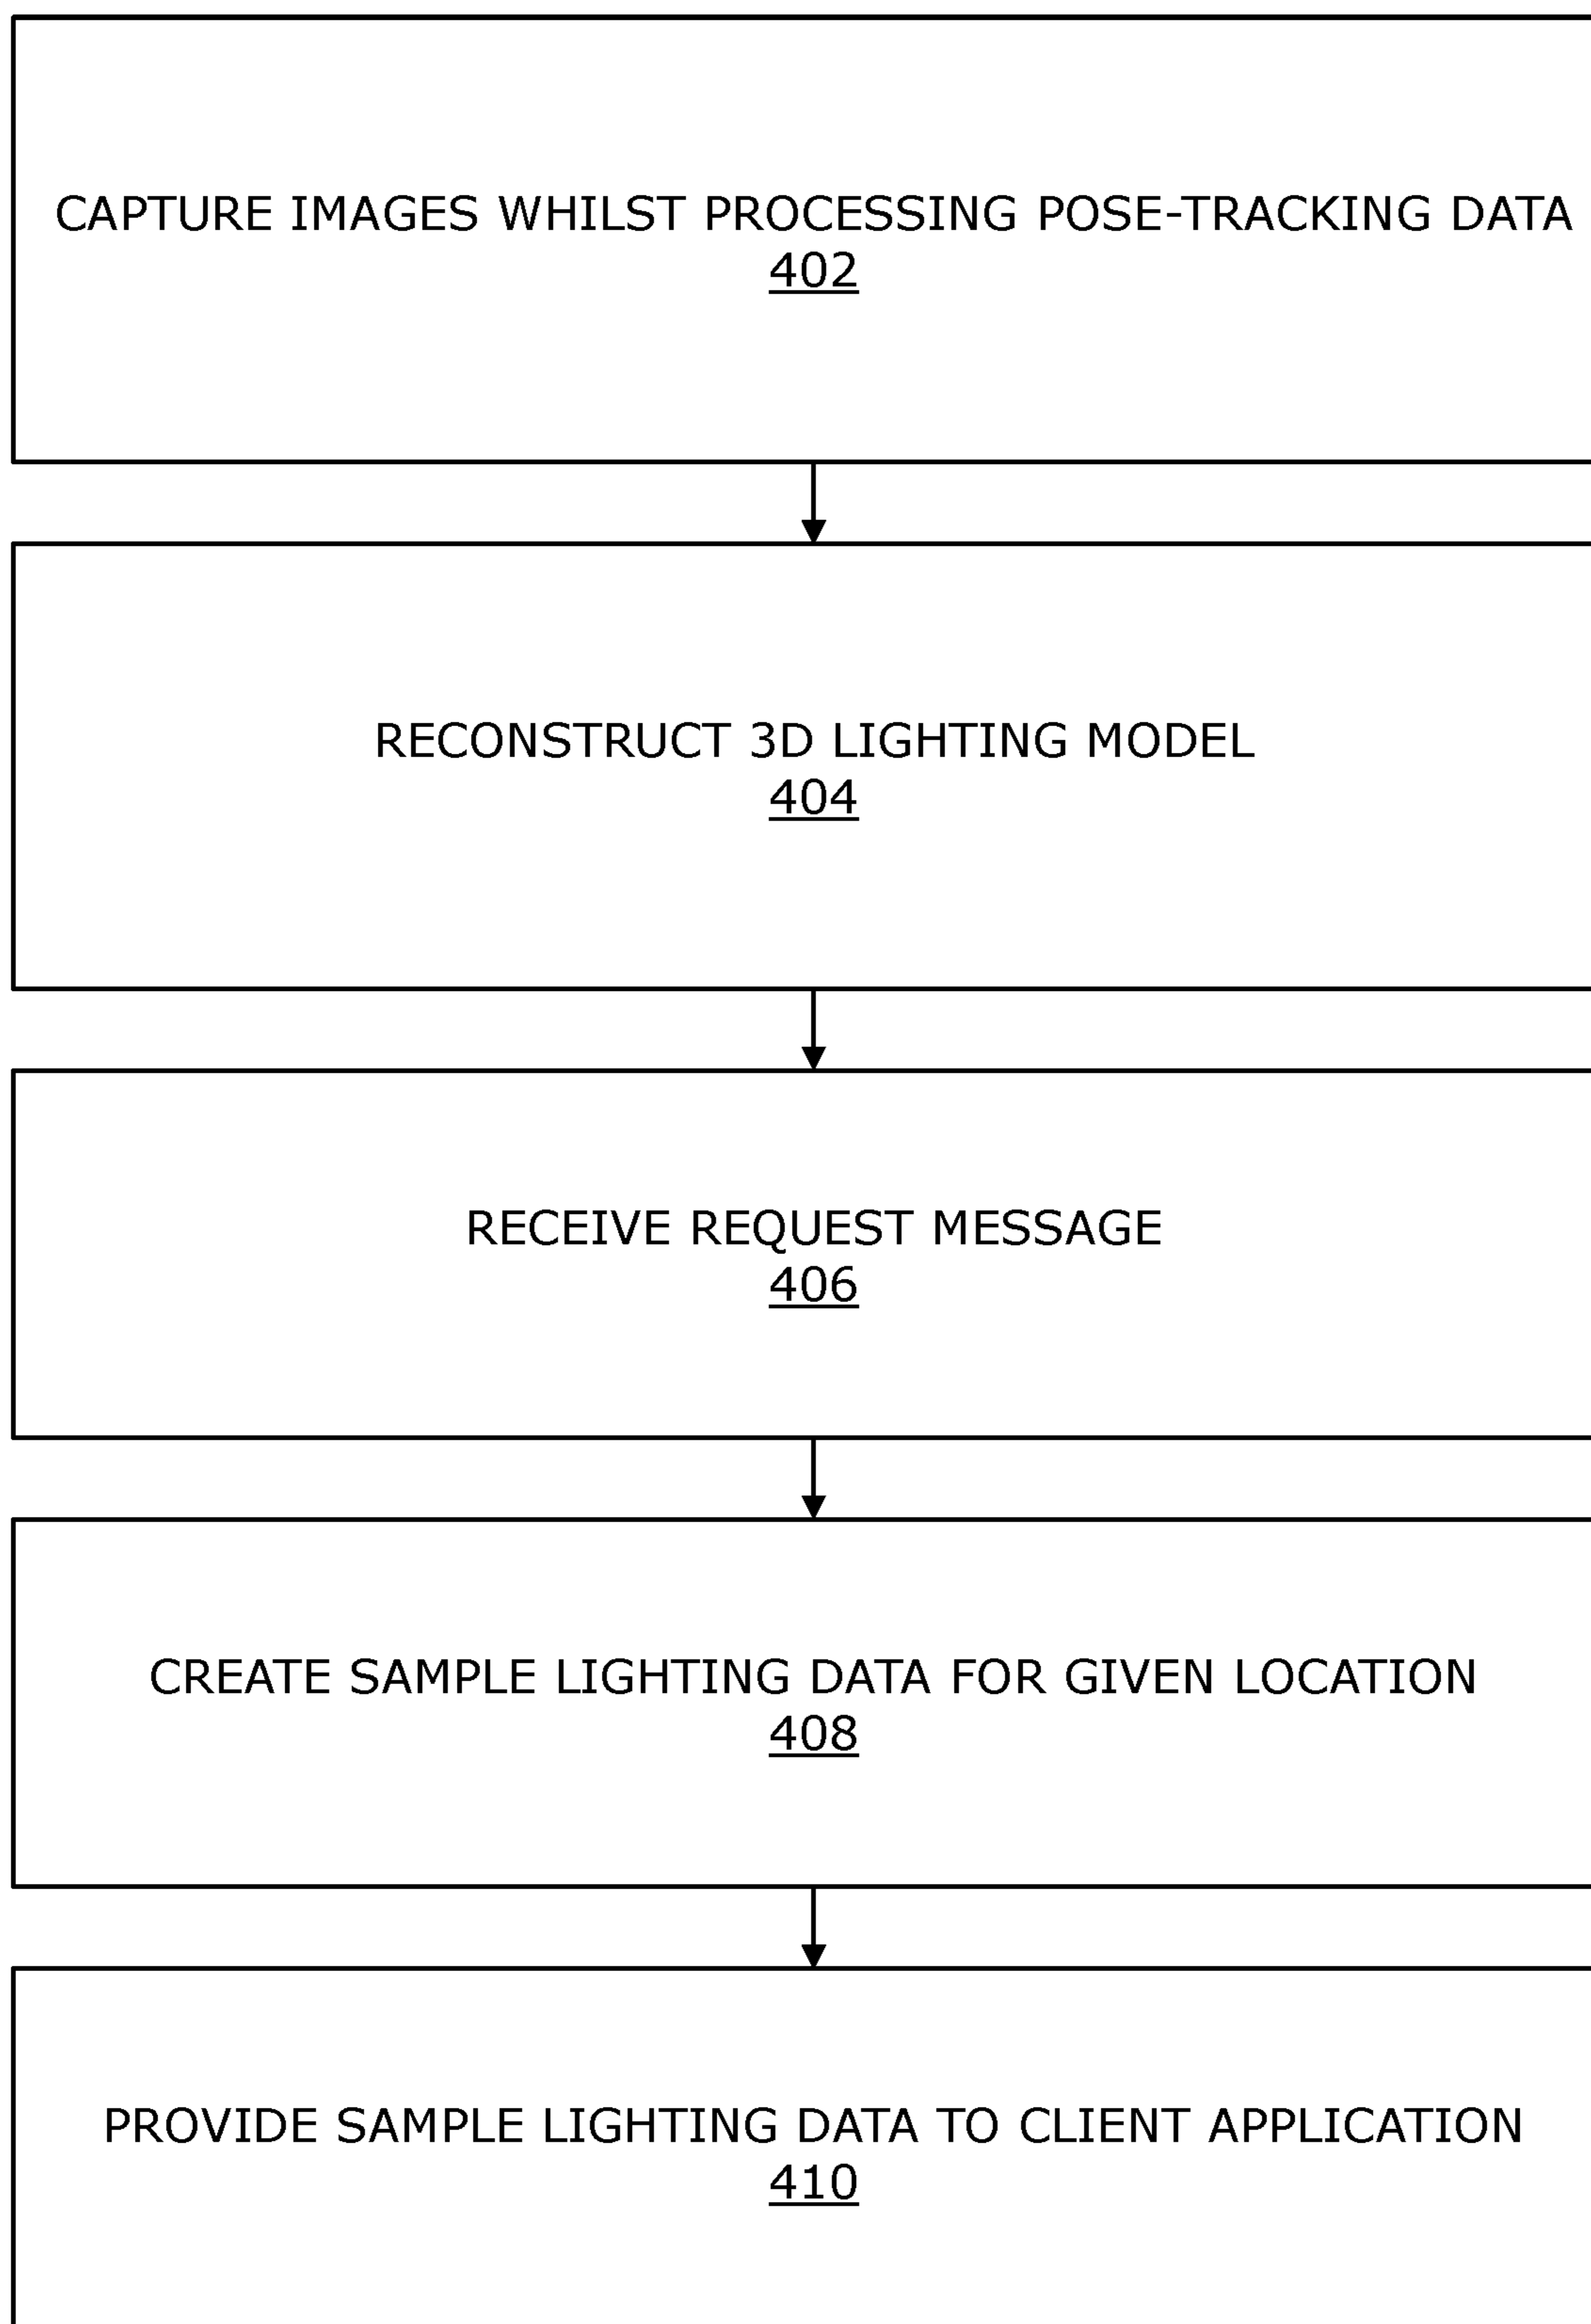 CAPTURE IMAGES WHILST PROCESSING POSE-TRACKING DATA
402
RECONSTRUCT 3D LIGHTING MODEL
404
RECEIVE REQUEST MESSAGE
406
CREATE SAMPLE LIGHTING DATA FOR GIVEN LOCATION
408
PROVIDE SAMPLE LIGHTING DATA TO CLIENT APPLICATION
410